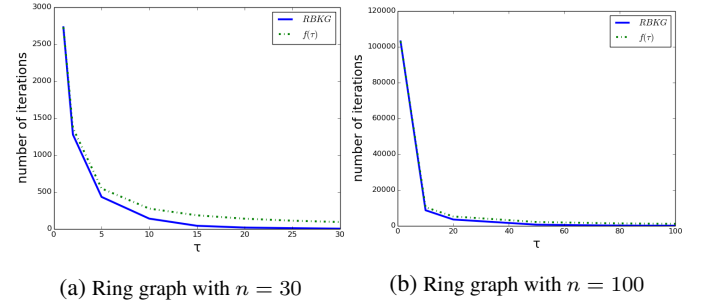 3000
2500
2000
1500
1000
500
0
0 5 10 15 20 25 30
number of iterations
τ
RBKG
f(τ)
(a) Ring graph with n = 30
120000
100000
80000
60000
40000
20000
0
0 20 40 60 80 100
number of iterations
τ
RBKG
f(τ)
(b) Ring graph with n = 100